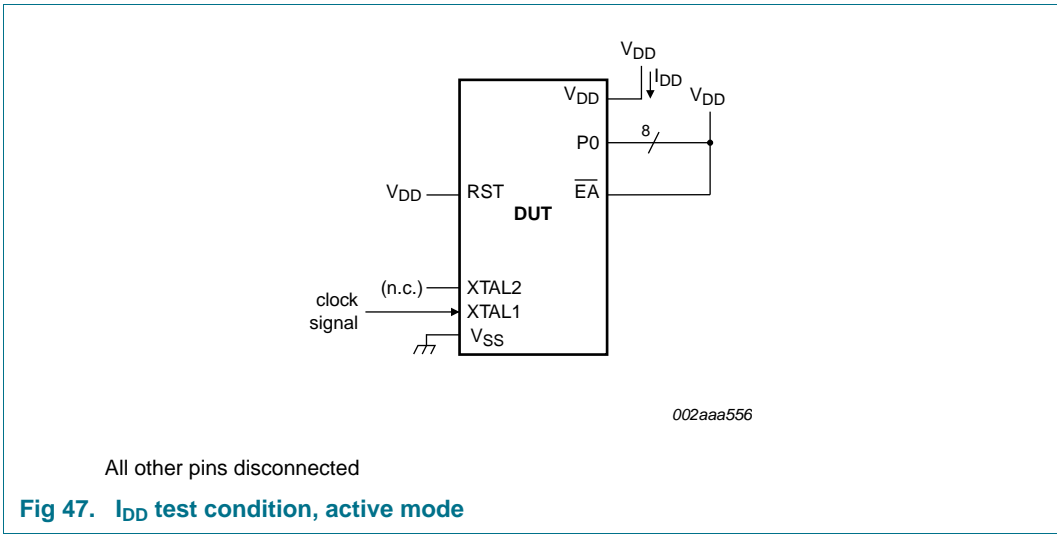 VDD
IDD
VDD
VDD
P0
8
VDD
RST
EA
DUT
(n.c.)
XTAL2
clock
signal
XTAL1
VSS
002aaa556
All other pins disconnected
Fig 47. IDD test condition, active mode